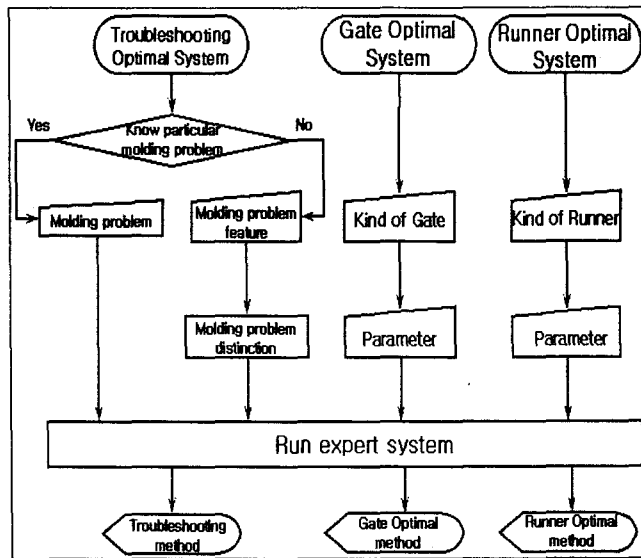 Troubleshooting
Optimal System
Gate Optimal
System
Runner Optimal
System
Yes
Know particular
molding problem
No
Molding problem
Molding problem
feature
Kind of Gate
Kind of Runner
Molding problem
distinction
Parameter
Parameter
Run expert system
Troubleshooting
method
Gate Optimal
method
Runner Optimal
method